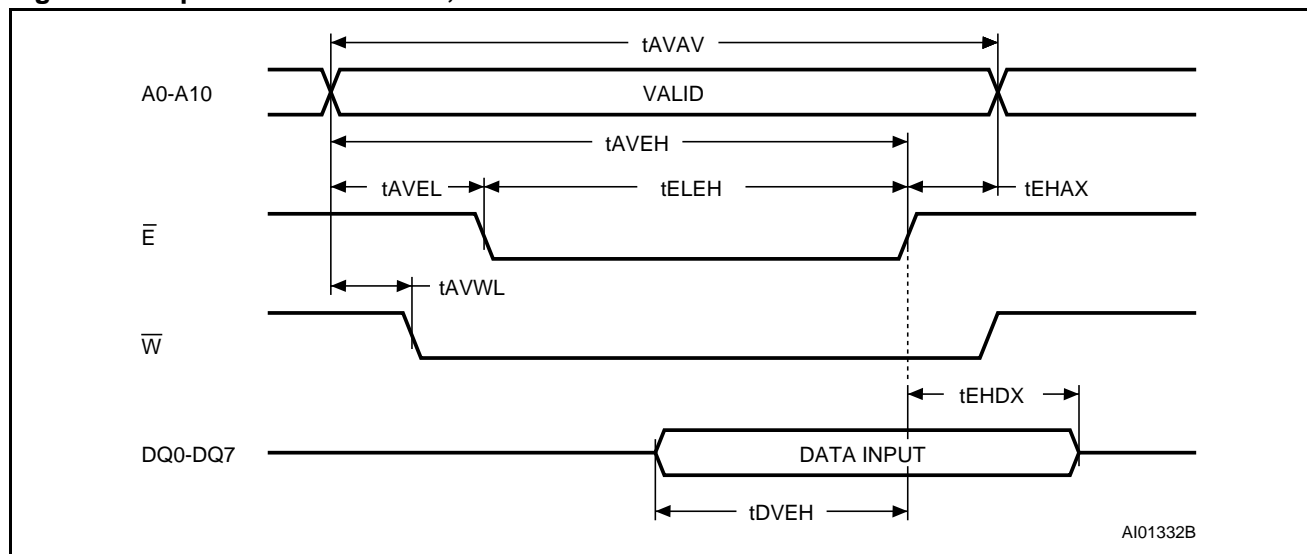 tAVAV
A0-A10
VALID
tAVEH
tAVEL
tELEH
tEHAX
E̅
tAVWL
W̅
tEHDX
DQ0-DQ7
DATA INPUT
tDVEH
AI01332B